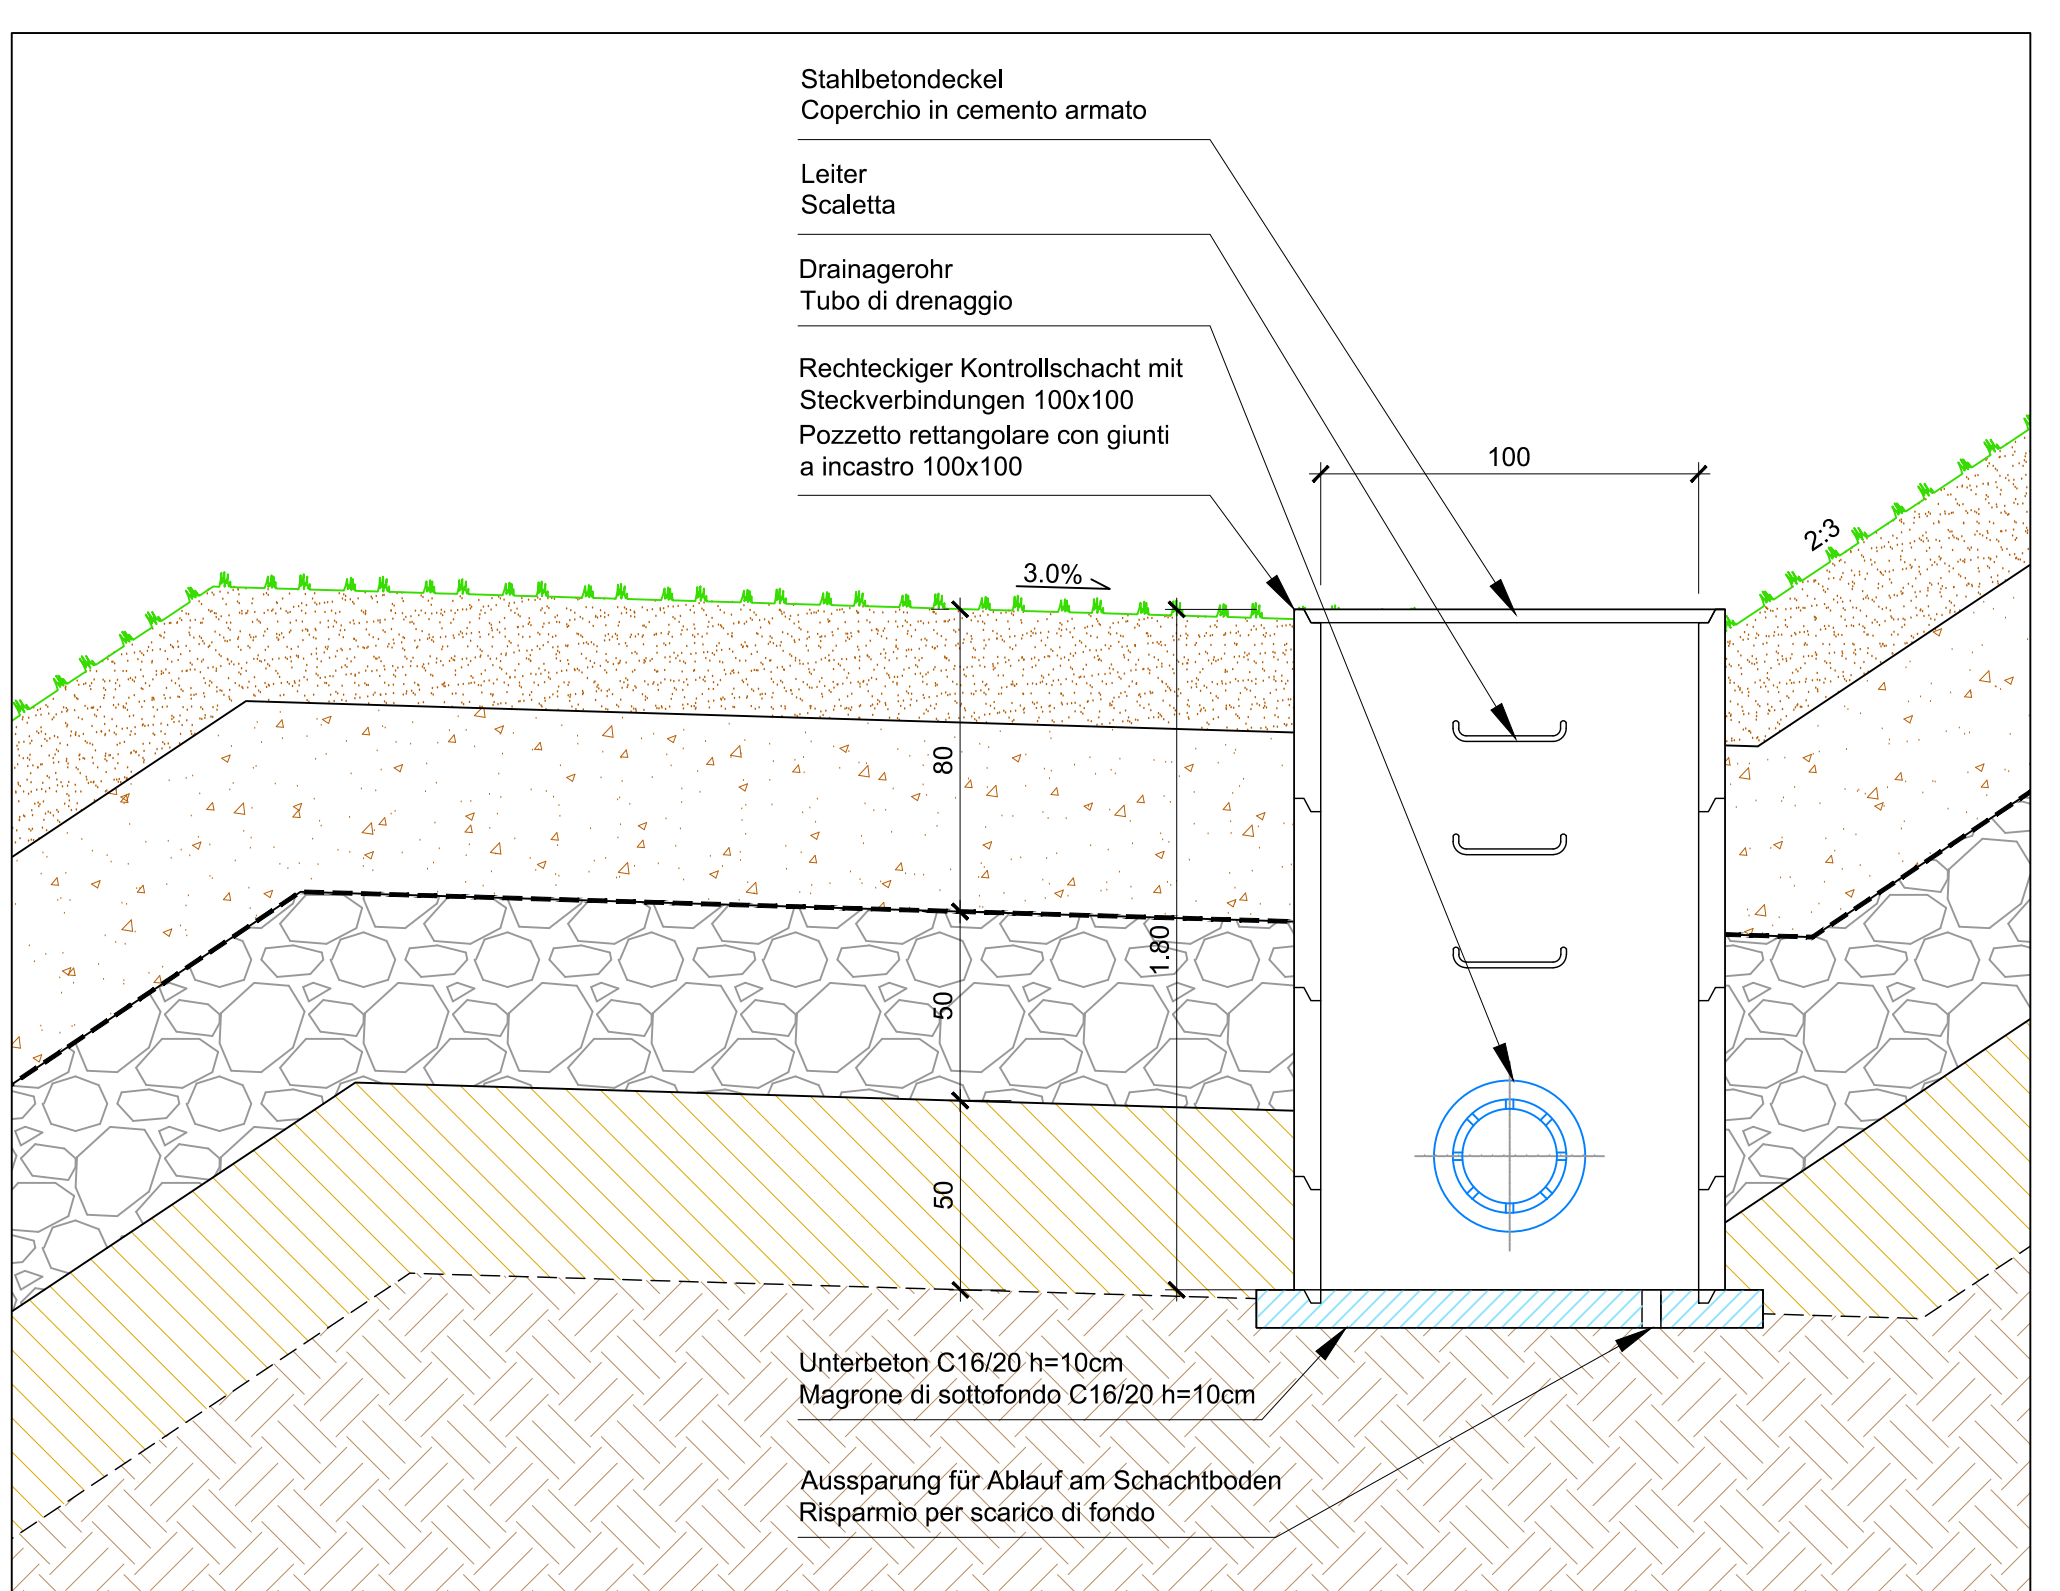 Stahlbetondeckel
Coperchio in cemento armato
Leiter
Scaletta
Drainagerohr
Tubo di drenaggio
Rechteckiger Kontrollschacht mit
Steckverbindungen 100x100
Pozzetto rettangolare con giunti
a incastro 100x100
100
2:3
3.0%
80
1.80
50
50
Unterbeton C16/20 h=10cm
Magrone di sottofondo C16/20 h=10cm
Aussparung für Ablauf am Schachtboden
Risparmio per scarico di fondo